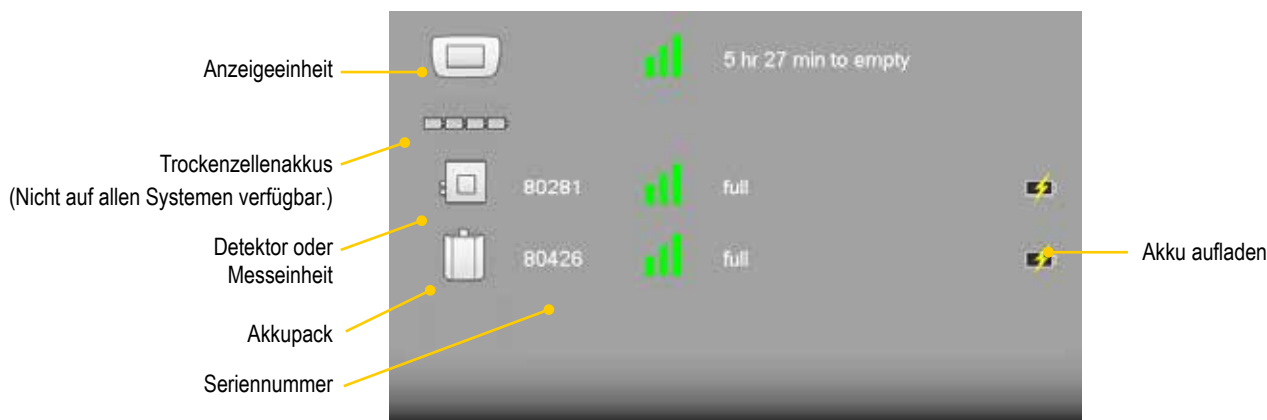 Anzeigeeinheit
5 hr 27 min to empty
Trockenzellenakkus
(Nicht auf allen Systemen verfügbar.)
80281 full
Detektor oder
Messeinheit
80426 full
Akku aufladen
Akkupack
Seriennummer